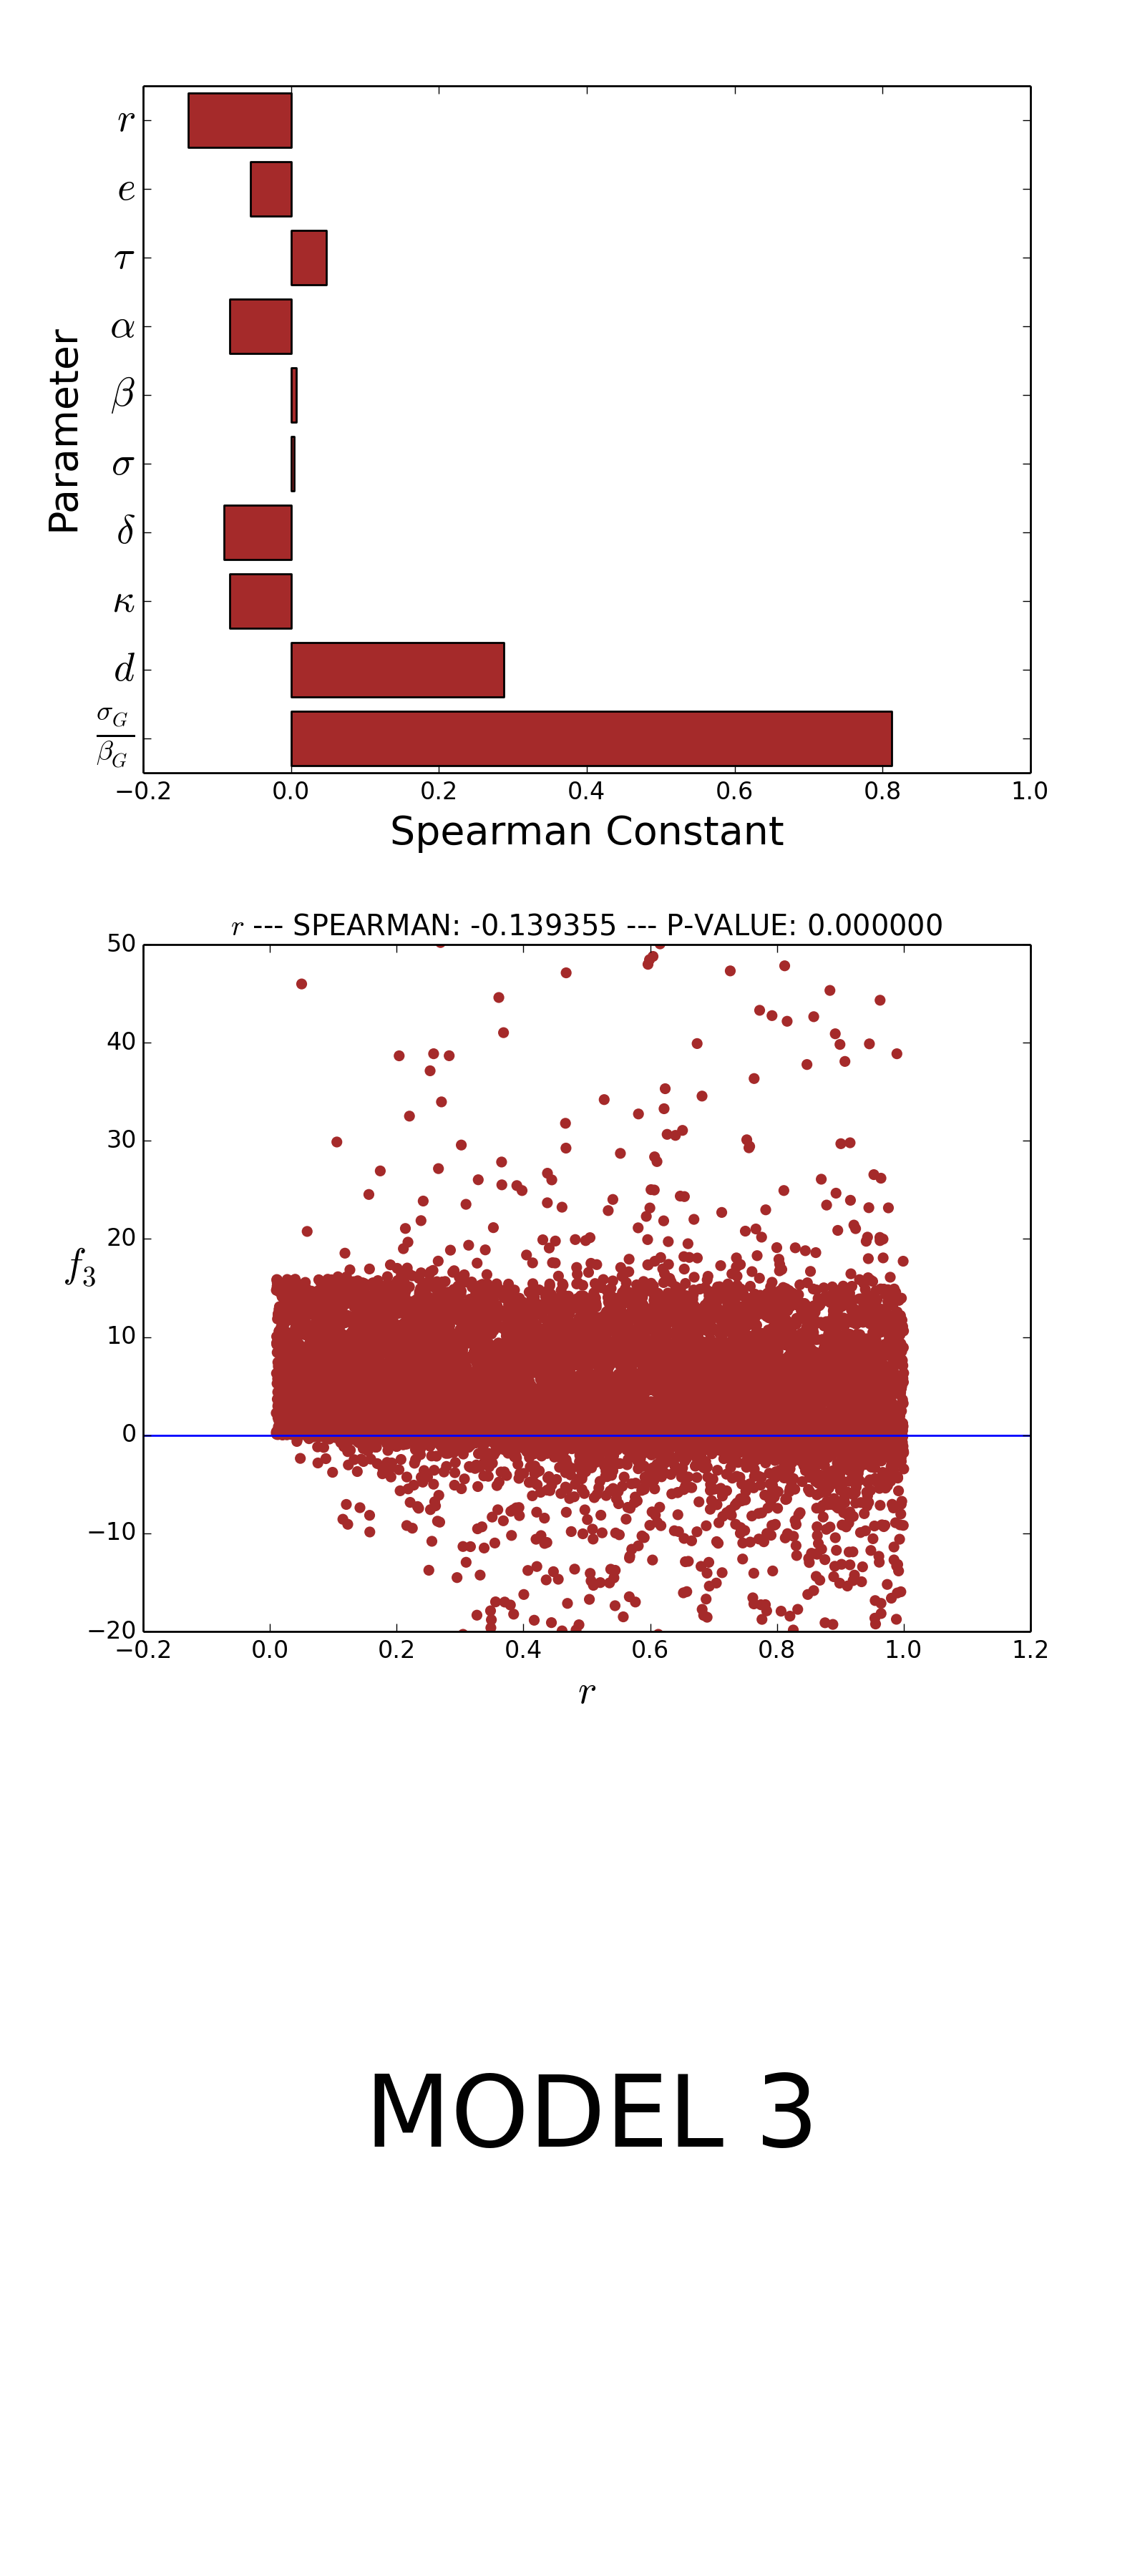 r
e
τ
α
β
σ
δ
κ
d
σ_G
β_G
Parameter
−0.2 0.0 0.2 0.4 0.6 0.8 1.0
Spearman Constant
r --- SPEARMAN: -0.139355 --- P-VALUE: 0.000000
50
40
30
20
f_3
10
0
−10
−20
−0.2 0.0 0.2 0.4 0.6 0.8 1.0 1.2
r
MODEL 3